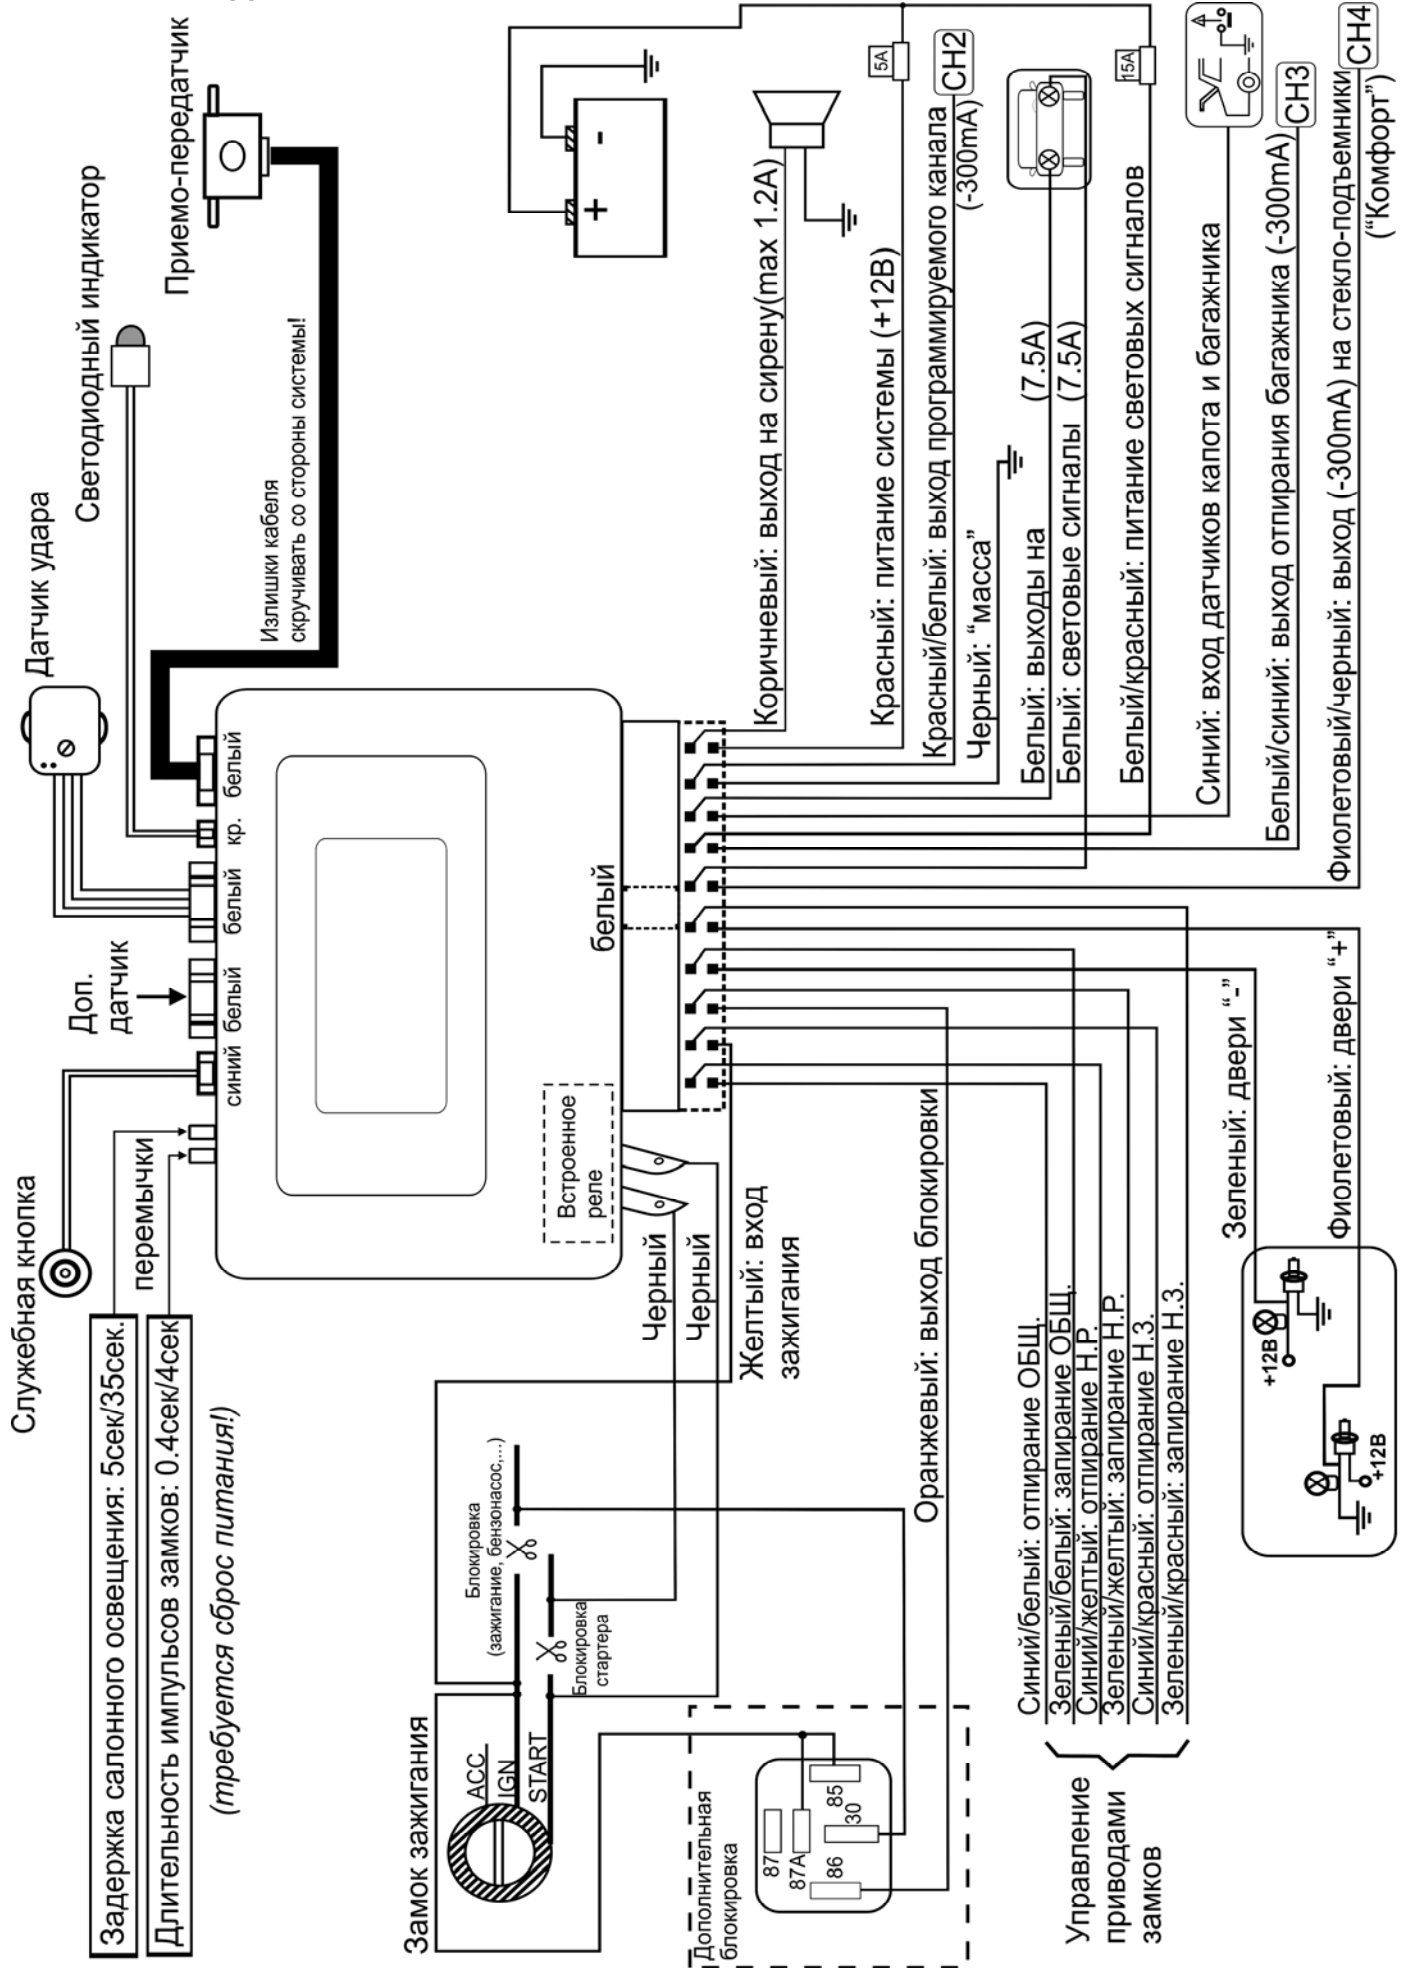 Служебная кнопка
Задержка салонного освещения: 5сек/35сек.
Длительность импульсов замков: 0.4сек/4сек
(требуется сброс питания!)
перемычки
Доп.
датчик
Датчик удара
Светодиодный индикатор
Приемо-передатчик
Излишки кабеля
скручивать со стороны системы!
синий
белый
белый
кр.
белый
белый
Встроенное
реле
Замок зажигания
ACC
IGN
START
Блокировка
(зажигание, бензонасос,...)
Блокировка
стартера
Черный
Черный
Желтый: вход
зажигания
Дополнительная
блокировка
87
87A
86
85
30
Оранжевый: выход блокировки
+
-
Коричневый: выход на сирену(max 1.2A)
Красный: питание системы (+12В)
5A
Красный/белый: выход программируемого канала
(-300mA)
CH2
Черный: “масса”
Белый: выходы на (7.5A)
Белый: световые сигналы (7.5A)
Белый/красный: питание световых сигналов
15A
Синий: вход датчиков капота и багажника
Белый/синий: выход отпирания багажника (-300mA)
CH3
Фиолетовый/черный: выход (-300mA) на стекло-подъемники
(“Комфорт”)
CH4
Управление
приводами
замков
Синий/белый: отпирание ОБЩ.
Зеленый/белый: запирание ОБЩ.
Синий/желтый: отпирание Н.Р.
Зеленый/желтый: запирание Н.Р.
Синий/красный: отпирание Н.З.
Зеленый/красный: запирание Н.З.
Зеленый: двери “-”
Фиолетовый: двери “+”
+12В
+12В